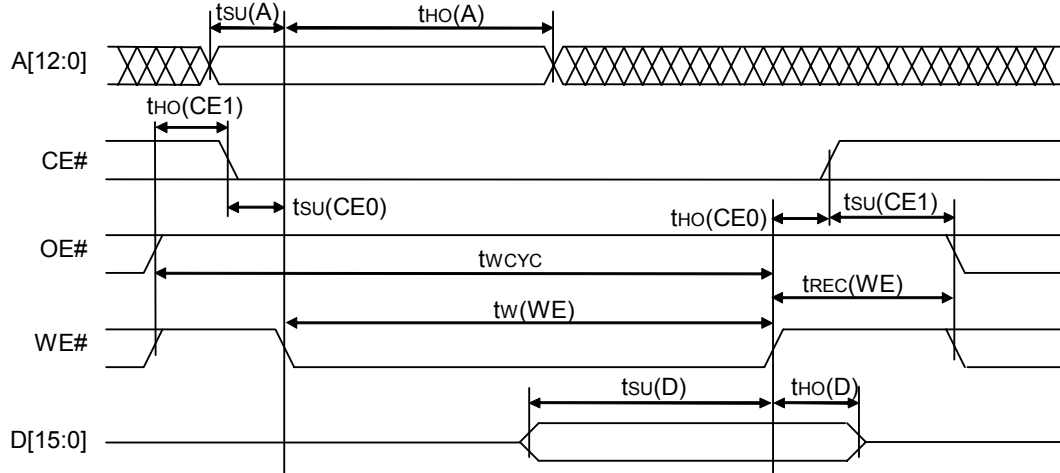 tSU(A)
tHO(A)
A[12:0]
tHO(CE1)
CE#
tSU(CE0)
tHO(CE0)
tSU(CE1)
OE#
tWCYC
tREC(WE)
tW(WE)
WE#
tSU(D)
tHO(D)
D[15:0]